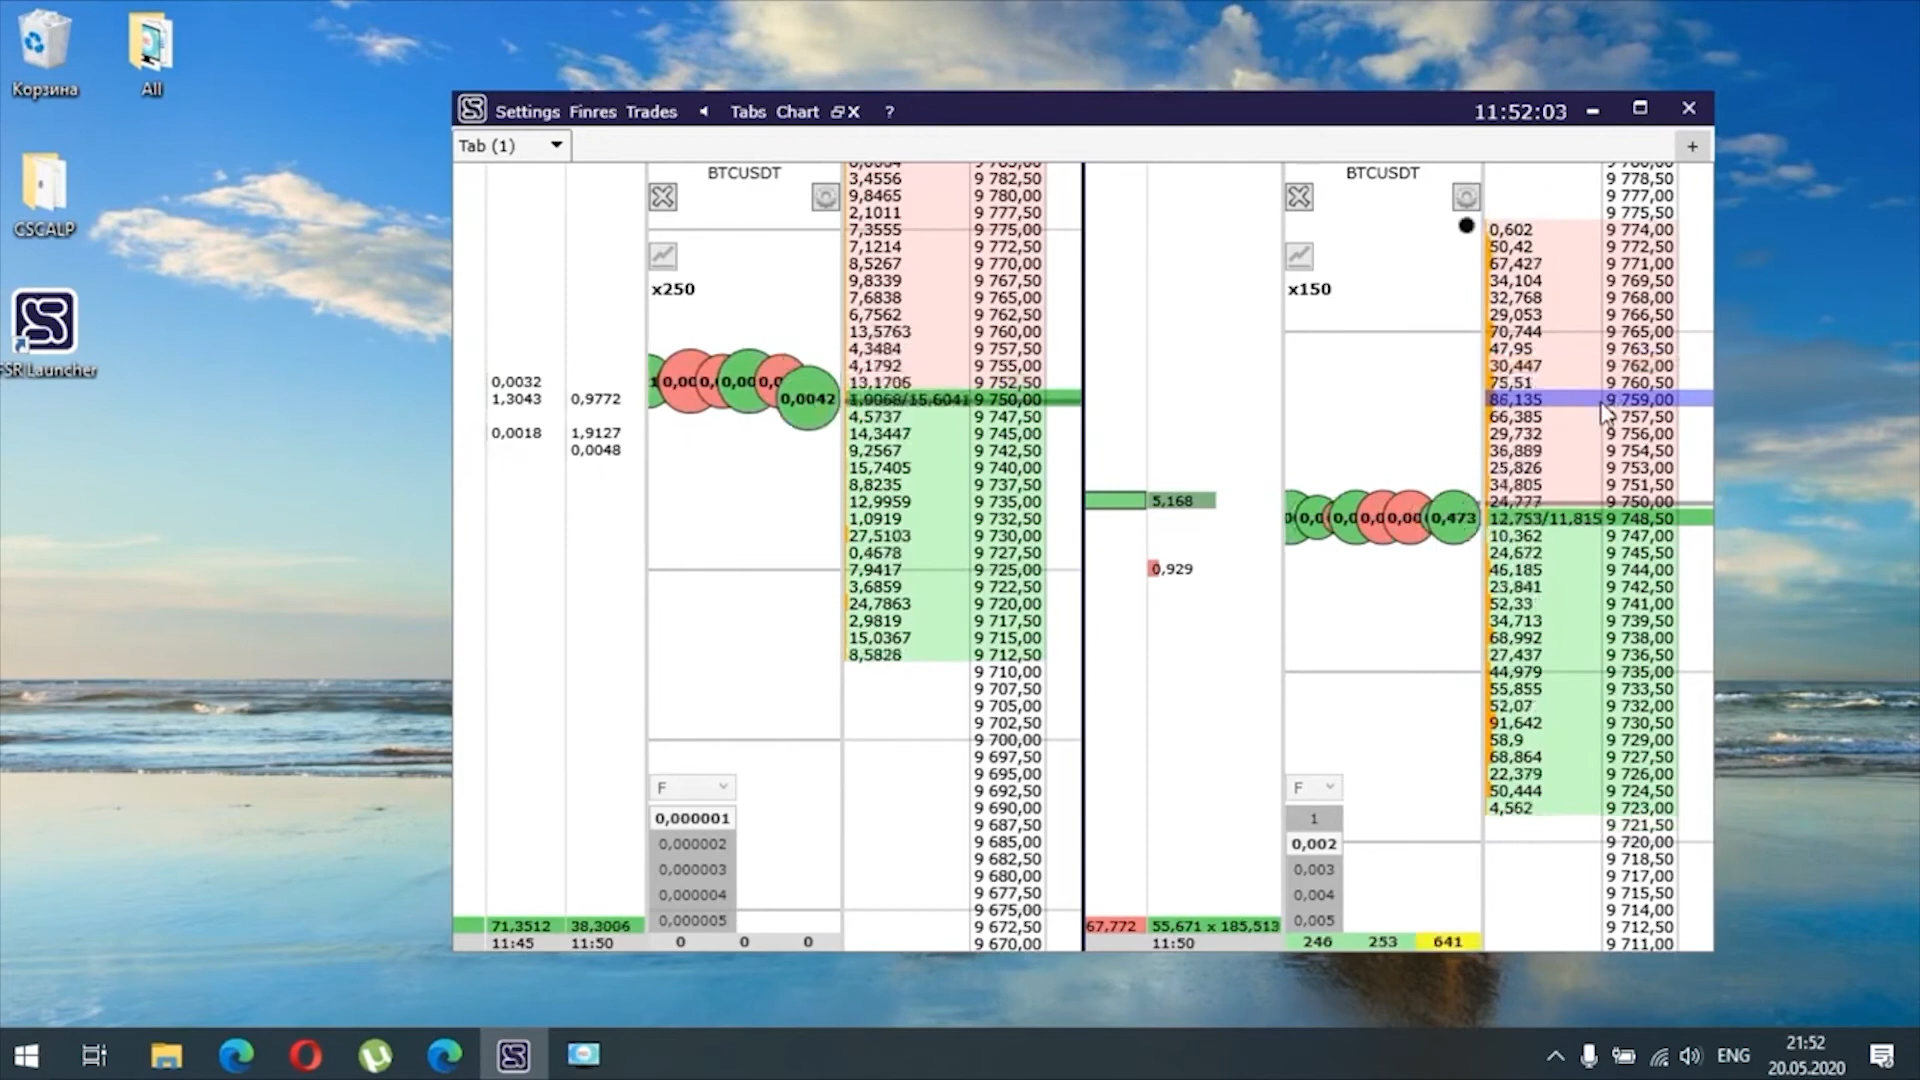 Корзина
All
CSCALP
FSR Launcher
Settings Finres Trades Tabs Chart ?
11:52:03
Tab (1)
+
0,0032
1,3043 0,9772
0,0018 1,9127
0,0048
71,3512 38,3006
11:45 11:50
BTCUSDT
x250
0,0042
F
0,000001
0,000002
0,000003
0,000004
0,000005
0 0 0
3,4556 9 782,50
9,8465 9 780,00
2,1011 9 777,50
7,3555 9 775,00
7,1214 9 772,50
8,5267 9 770,00
9,8339 9 767,50
7,6838 9 765,00
6,7562 9 762,50
13,5763 9 760,00
4,3484 9 757,50
4,1792 9 755,00
13,1706 9 752,50
1,0068/15,6041 9 750,00
4,5737 9 747,50
14,3447 9 745,00
9,2567 9 742,50
15,7405 9 740,00
8,8235 9 737,50
12,9959 9 735,00
1,0919 9 732,50
27,5103 9 730,00
0,4678 9 727,50
7,9417 9 725,00
3,6859 9 722,50
24,7863 9 720,00
2,9819 9 717,50
15,0367 9 715,00
8,5828 9 712,50
9 710,00
9 707,50
9 705,00
9 702,50
9 700,00
9 697,50
9 695,00
9 692,50
9 690,00
9 687,50
9 685,00
9 682,50
9 680,00
9 677,50
9 675,00
9 672,50
9 670,00
5,168
0,929
67,772 55,671 x 185,513
11:50
BTCUSDT
x150
0,473
F
1
0,002
0,003
0,004
0,005
246 253 641
9 778,50
9 777,00
9 775,50
0,602 9 774,00
50,42 9 772,50
67,427 9 771,00
34,104 9 769,50
32,768 9 768,00
29,053 9 766,50
70,744 9 765,00
47,95 9 763,50
30,447 9 762,00
75,51 9 760,50
86,135 9 759,00
66,385 9 757,50
29,732 9 756,00
36,889 9 754,50
25,826 9 753,00
34,805 9 751,50
24,777 9 750,00
12,753/11,815 9 748,50
10,362 9 747,00
24,672 9 745,50
46,185 9 744,00
23,841 9 742,50
52,33 9 741,00
34,713 9 739,50
68,992 9 738,00
27,437 9 736,50
44,979 9 735,00
55,855 9 733,50
52,07 9 732,00
91,642 9 730,50
58,9 9 729,00
68,864 9 727,50
22,379 9 726,00
50,444 9 724,50
4,562 9 723,00
9 721,50
9 720,00
9 718,50
9 717,00
9 715,50
9 714,00
9 712,50
9 711,00
ENG
21:52
20.05.2020